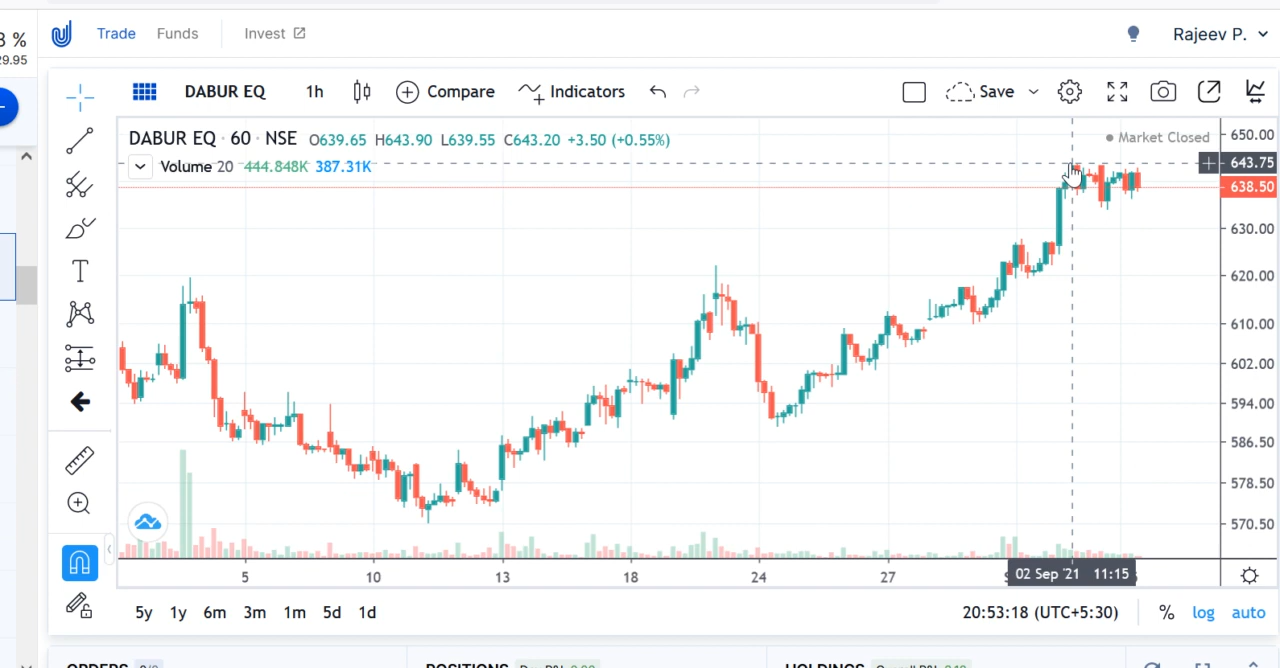 3 %
29.95
Trade Funds Invest Rajeev P.
DABUR EQ 1h Compare Indicators Save
DABUR EQ · 60 · NSE O639.65 H643.90 L639.55 C643.20 +3.50 (+0.55%)
Market Closed
Volume 20 444.848K 387.31K
650.00
643.75
638.50
630.00
620.00
610.00
602.00
594.00
586.50
578.50
570.50
5 10 13 18 24 27
02 Sep '21 11:15
5y 1y 6m 3m 1m 5d 1d 20:53:18 (UTC+5:30) % log auto
ORDERS POSITIONS HOLDINGS